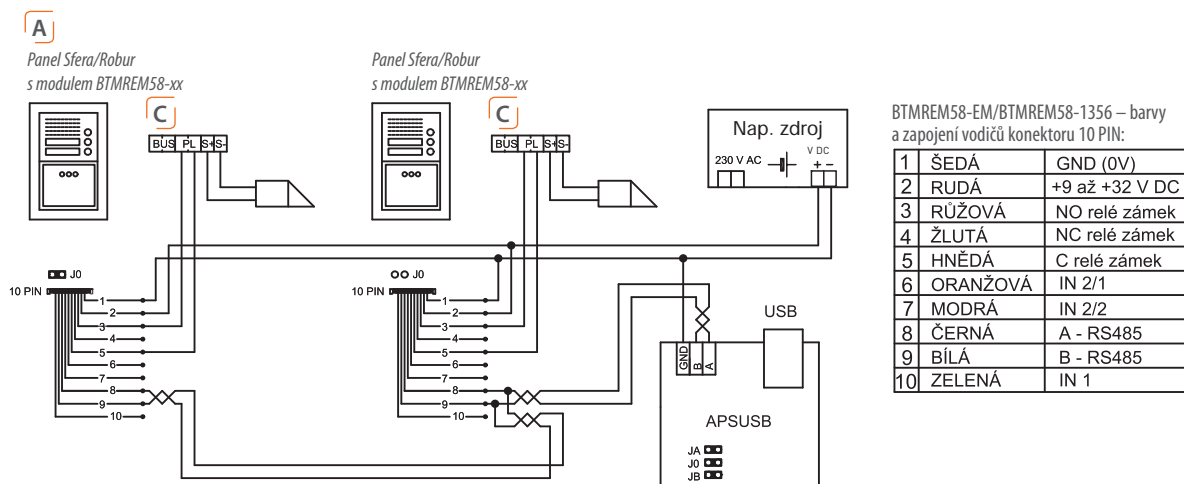 A
Panel Sfera/Robur
s modulem BTMREM58-xx
C
BUS PL S+ S-
J0
10 PIN
1
2
3
4
5
6
7
8
9
10
Panel Sfera/Robur
s modulem BTMREM58-xx
C
BUS PL S+ S-
J0
10 PIN
1
2
3
4
5
6
7
8
9
10
Nap. zdroj
230 V AC
V DC
+ −
USB
GND
B
A
APSUSB
JA
J0
JB
BTMREM58-EM/BTMREM58-1356 – barvy
a zapojení vodičů konektoru 10 PIN:
1 ŠEDÁ GND (0V)
2 RUDÁ +9 až +32 V DC
3 RŮŽOVÁ NO relé zámek
4 ŽLUTÁ NC relé zámek
5 HNĚDÁ C relé zámek
6 ORANŽOVÁ IN 2/1
7 MODRÁ IN 2/2
8 ČERNÁ A - RS485
9 BÍLÁ B - RS485
10 ZELENÁ IN 1